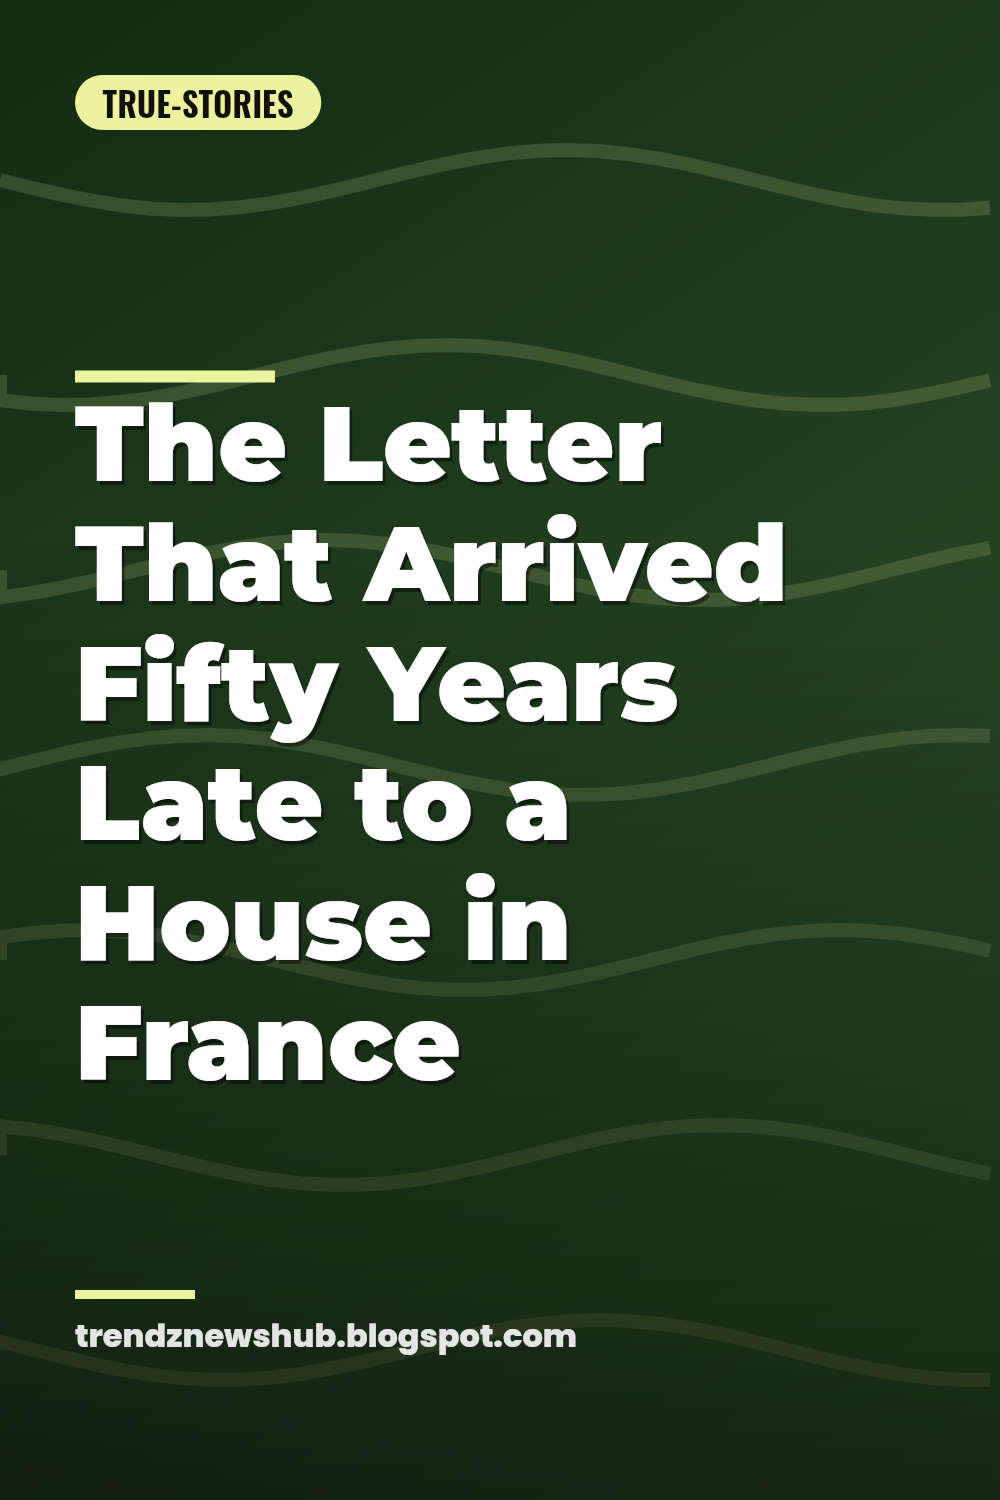 TRUE-STORIES
The Letter
That Arrived
Fifty Years
Late to a
House in
France
trendznewshub.blogspot.com